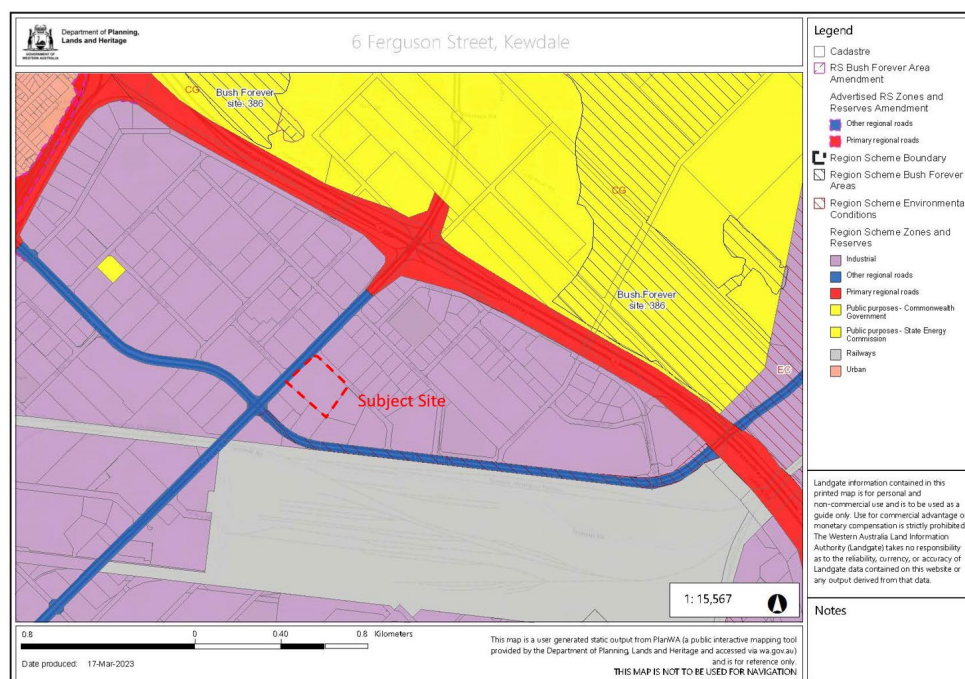 Department of Planning,
Lands and Heritage
GOVERNMENT OF
WESTERN AUSTRALIA
6 Ferguson Street, Kewdale
CG
Bush Forever
site: 386
CG
Bush Forever
site: 386
EC
Subject Site
1: 15,567
Legend
Cadastre
RS Bush Forever Area
Amendment
Advertised RS Zones and
Reserves Amendment
Other regional roads
Primary regional roads
Region Scheme Boundary
Region Scheme Bush Forever
Areas
Region Scheme Environmenta
Conditions
Region Scheme Zones and
Reserves
Industrial
Other regional roads
Primary regional roads
Public purposes - Commonwealth
Government
Public purposes - State Energy
Commission
Railways
Urban
Landgate information contained in this
printed map is for personal and
non-commercial use and is to be used as a
guide only. Use for commercial advantage o
monetary compensation is strictly prohibited
The Western Australia Land Information
Authority (Landgate) takes no responsibility
as to the reliability, currency, or accuracy of
Landgate data contained on this website or
any output derived from that data.
Notes
0.8 0 0.40 0.8 Kilometers
Date produced: 17-Mar-2023
This map is a user generated static output from PlanWA (a public interactive mapping tool
provided by the Department of Planning, Lands and Heritage and accessed via wa.gov.au)
and is for reference only.
THIS MAP IS NOT TO BE USED FOR NAVIGATION